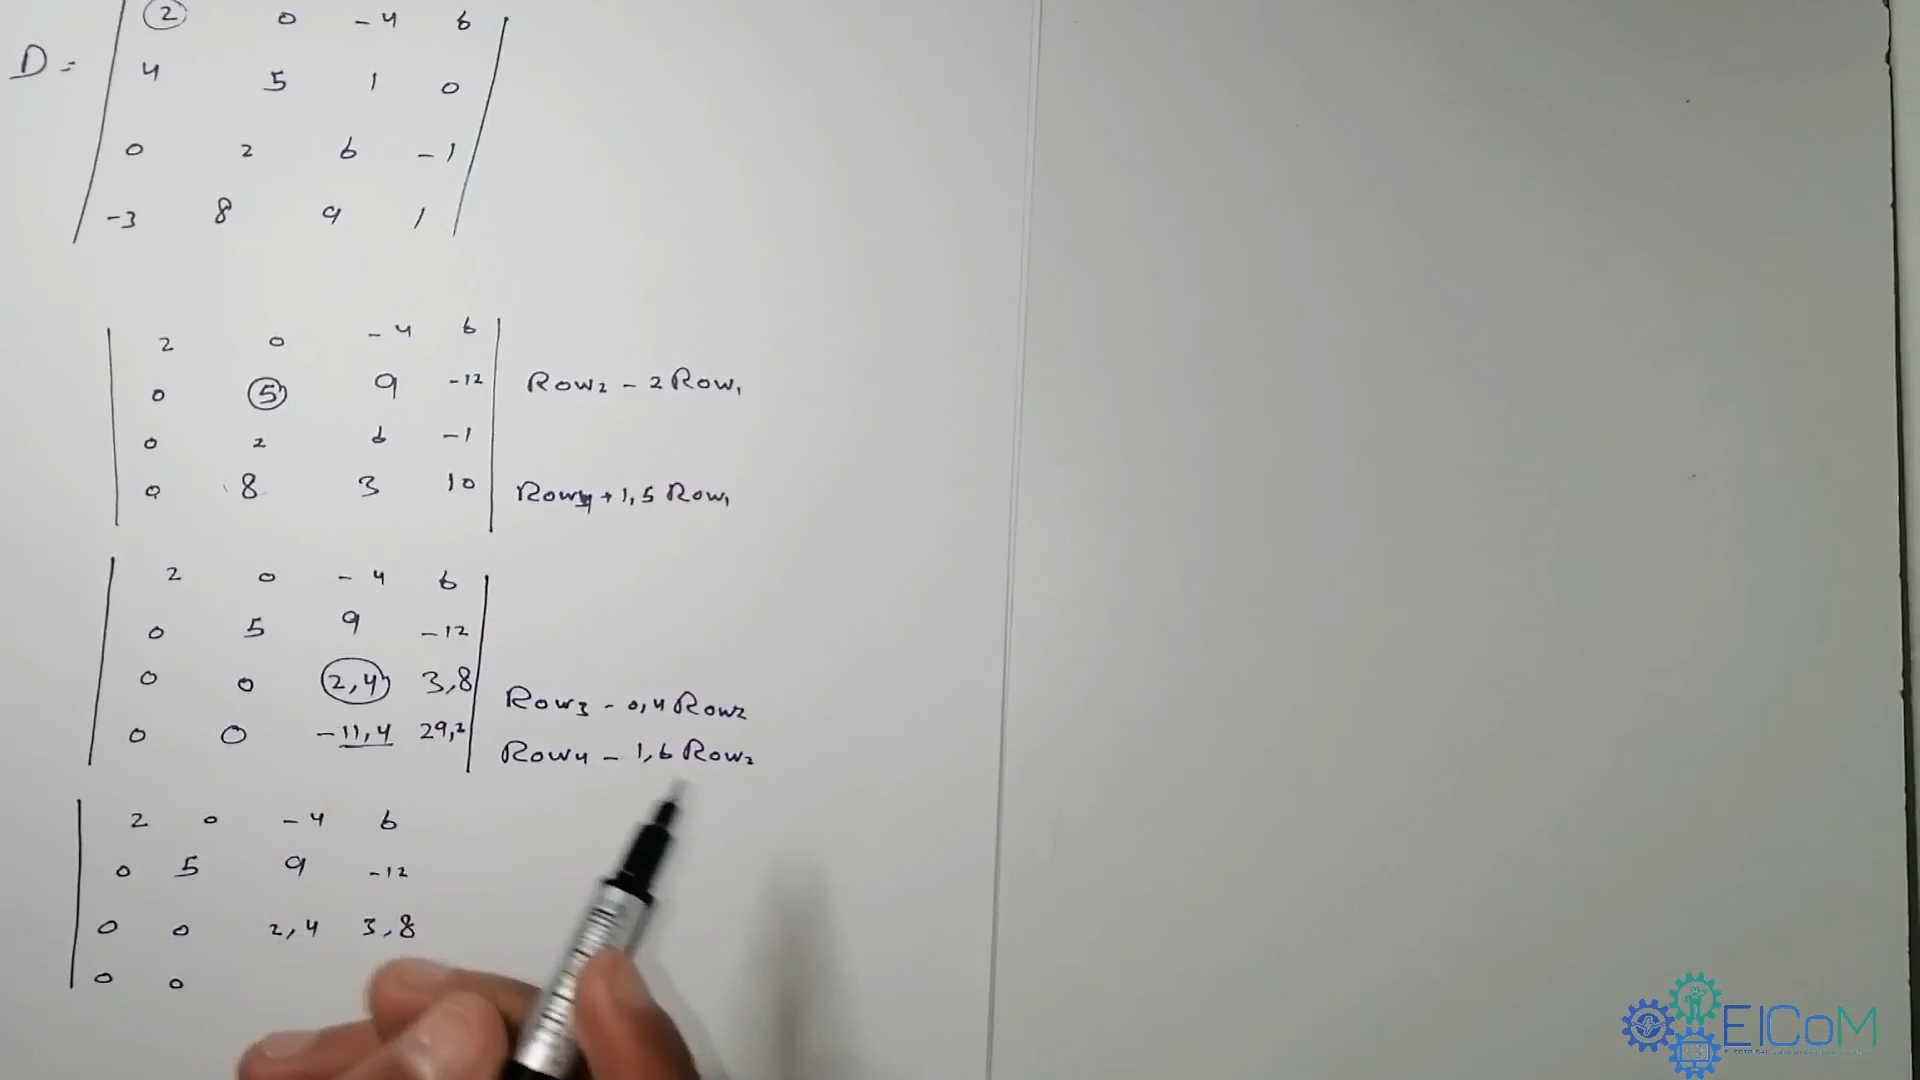 2 0 -4 6
D = 4 5 1 0
0 2 6 -1
-3 8 9 1
2 0 -4 6
0 5 9 -12 Row2 - 2 Row1
0 2 6 -1
0 8 3 10 Row4 + 1,5 Row1
2 0 -4 6
0 5 9 -12
0 0 2,4 3,8 Row3 - 0,4 Row2
0 0 -11,4 29,2 Row4 - 1,6 Row2
2 0 -4 6
0 5 9 -12
0 0 2,4 3,8
0 0
EICoM